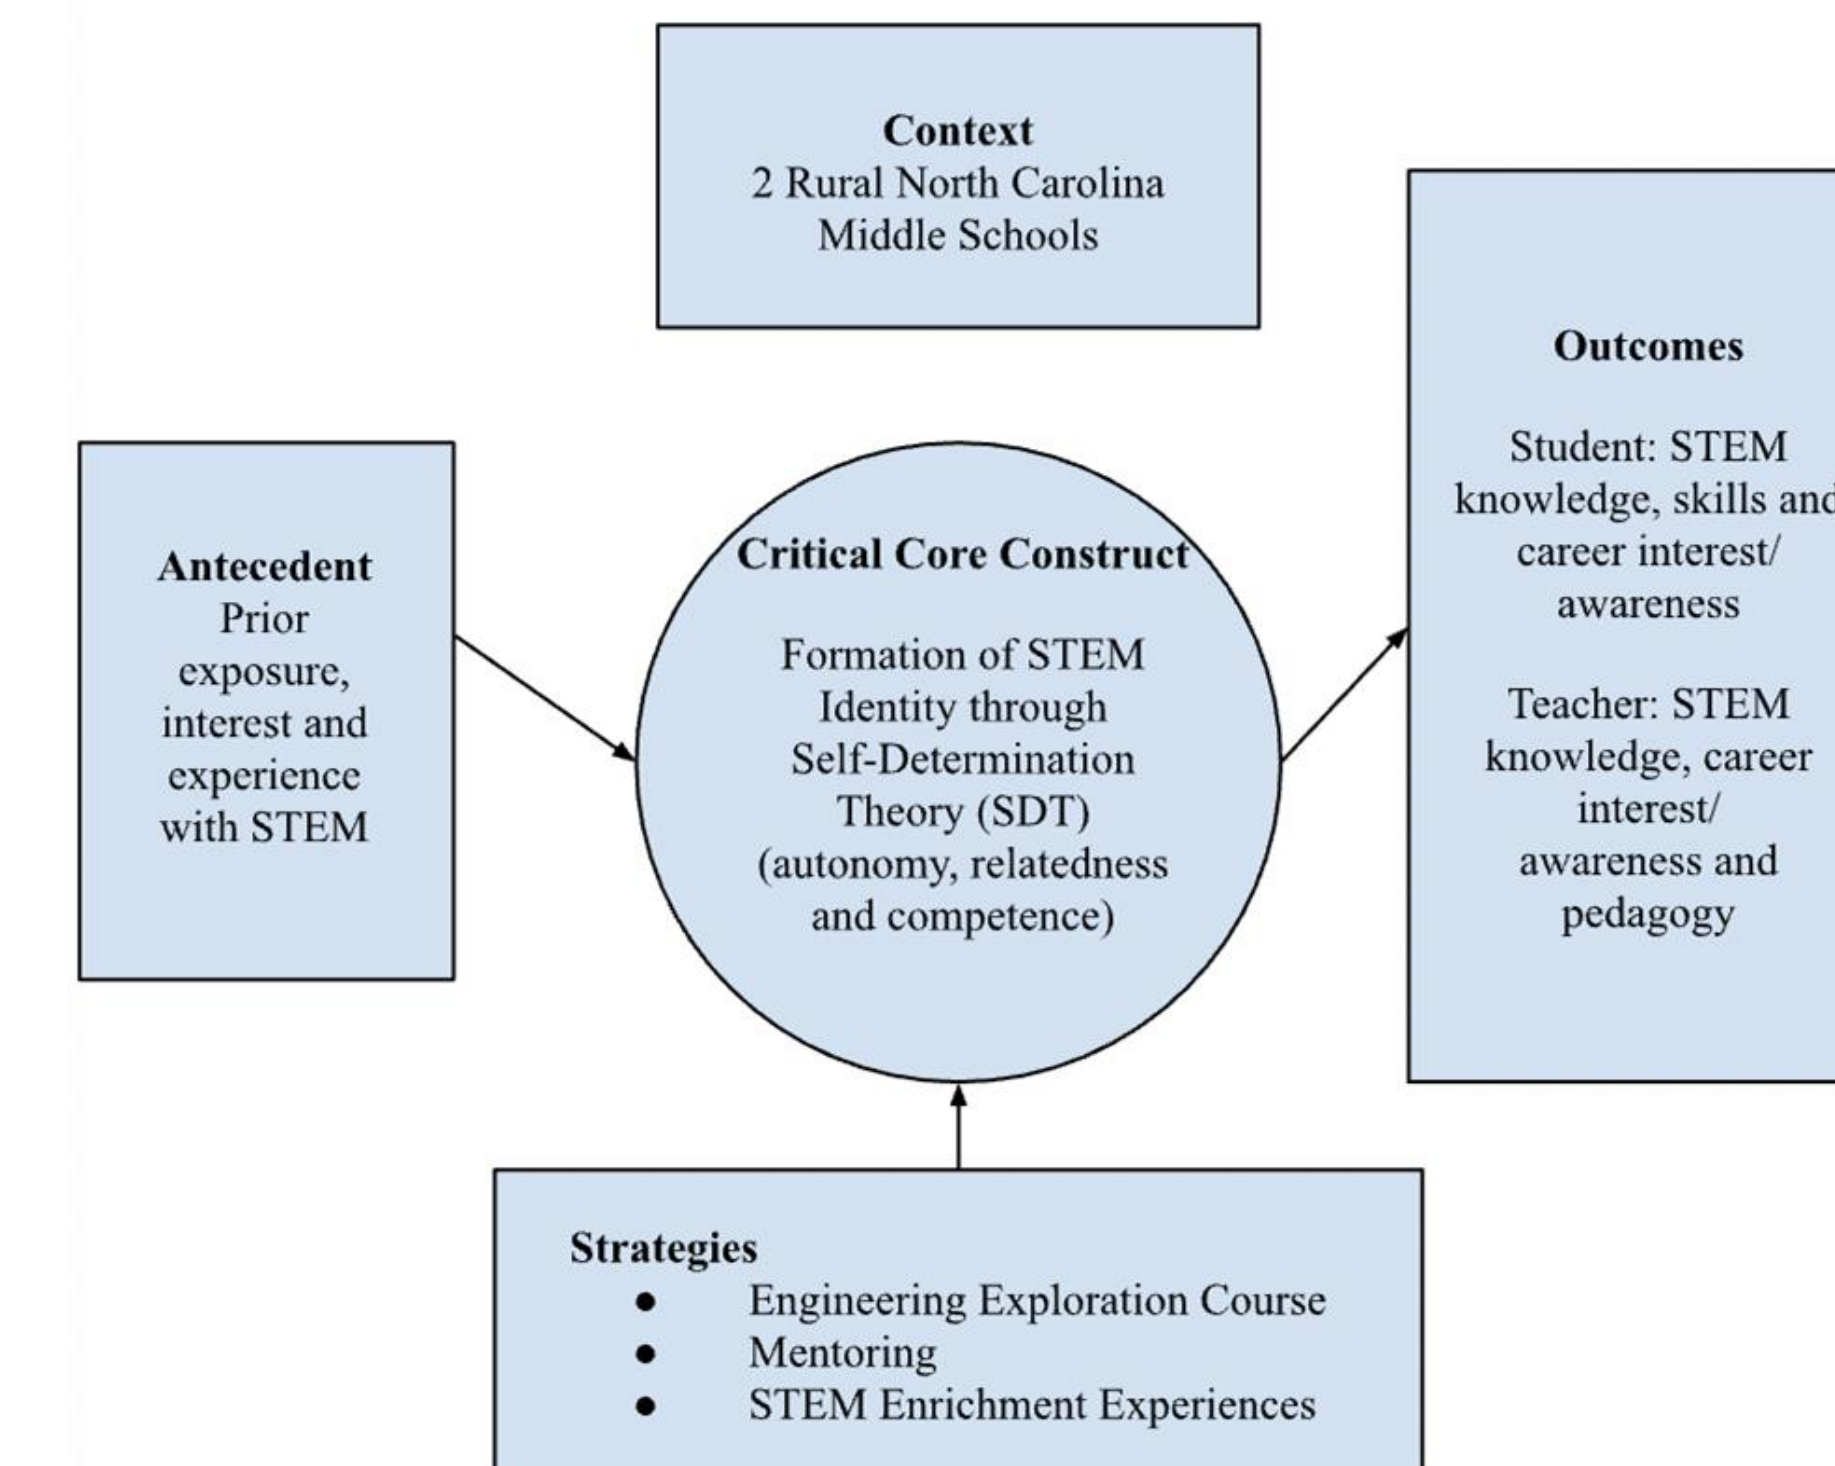 Context
2 Rural North Carolina
Middle Schools
Antecedent
Prior
exposure,
interest and
experience
with STEM
Critical Core Construct
Formation of STEM
Identity through
Self-Determination
Theory (SDT)
(autonomy, relatedness
and competence)
Outcomes
Student: STEM
knowledge, skills and
career interest/
awareness
Teacher: STEM
knowledge, career
interest/
awareness and
pedagogy
Strategies
● Engineering Exploration Course
● Mentoring
● STEM Enrichment Experiences